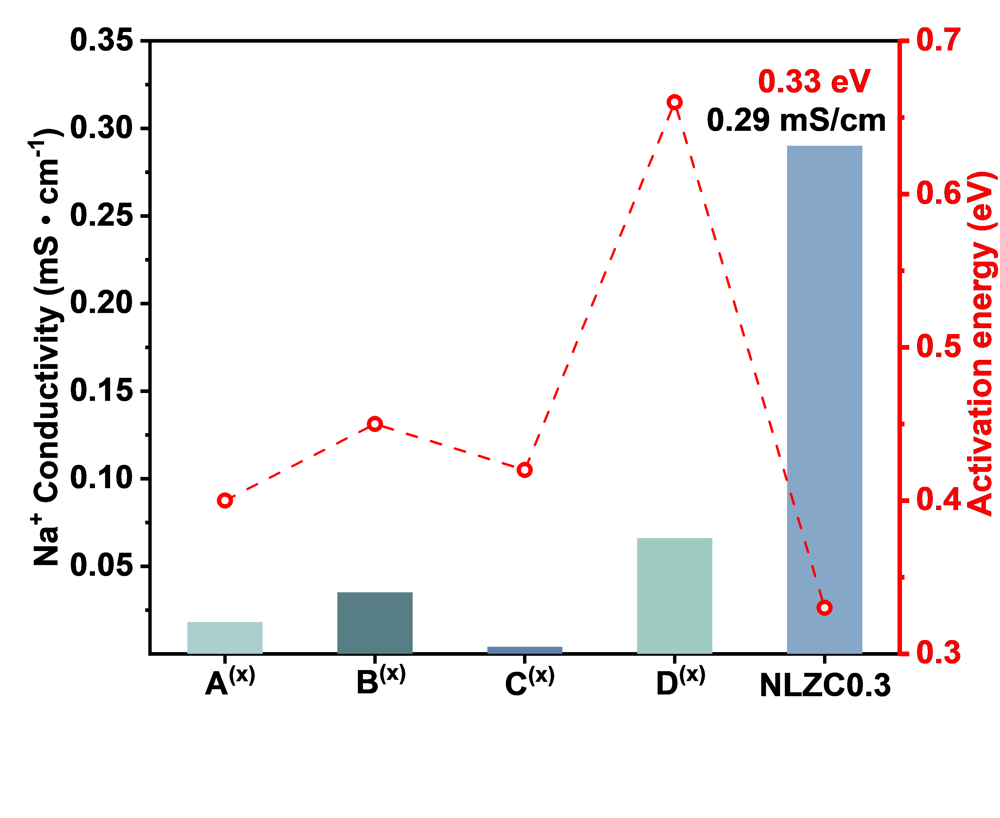 Na⁺ Conductivity (mS • cm⁻¹)
0.35
0.30
0.25
0.20
0.15
0.10
0.05
0.33 eV
0.29 mS/cm
0.7
0.6
0.5
0.4
0.3
Activation energy (eV)
A⁽ˣ⁾ B⁽ˣ⁾ C⁽ˣ⁾ D⁽ˣ⁾ NLZC0.3